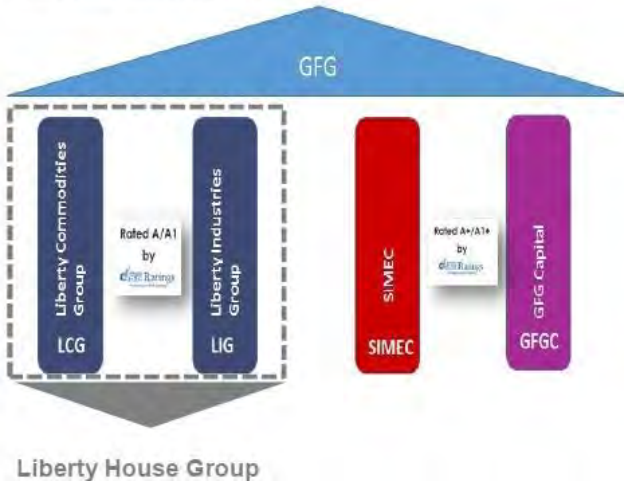 GFG
Liberty Commodities
Group
LCG
Rated A/A1
by
Ratings
Liberty Industries
Group
LIG
SIMEC
SIMEC
Rated A+/A1+
by
Ratings
GFG Capital
GFGC
Liberty House Group